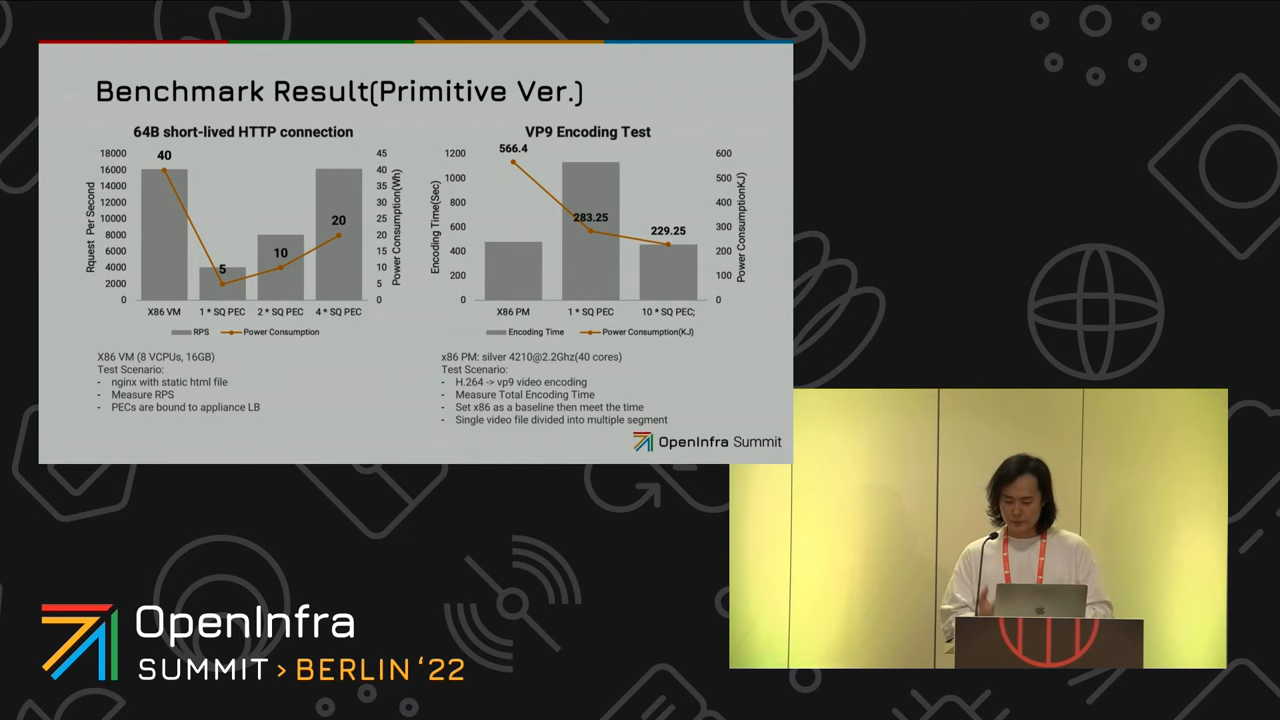 Benchmark Result(Primitive Ver.)
64B short-lived HTTP connection
18000
16000
14000
12000
10000
8000
6000
4000
2000
0
Rquest Per Second
40
5
10
20
45
40
35
30
25
20
15
10
5
0
Power Consumption(Wh)
X86 VM
1 * SQ PEC
2 * SQ PEC
4 * SQ PEC
RPS
Power Consumption
X86 VM (8 VCPUs, 16GB)
Test Scenario:
- nginx with static html file
- Measure RPS
- PECs are bound to appliance LB
VP9 Encoding Test
1200
1000
800
600
400
200
0
Encoding Time(Sec)
566.4
283.25
229.25
600
500
400
300
200
100
0
Power Consumption(KJ)
X86 PM
1 * SQ PEC
10 * SQ PEC;
Encoding Time
Power Consumption(KJ)
x86 PM: silver 4210@2.2Ghz(40 cores)
Test Scenario:
- H.264 -> vp9 video encoding
- Measure Total Encoding Time
- Set x86 as a baseline then meet the time
- Single video file divided into multiple segment
OpenInfra Summit
OpenInfra
SUMMIT > BERLIN ‘22